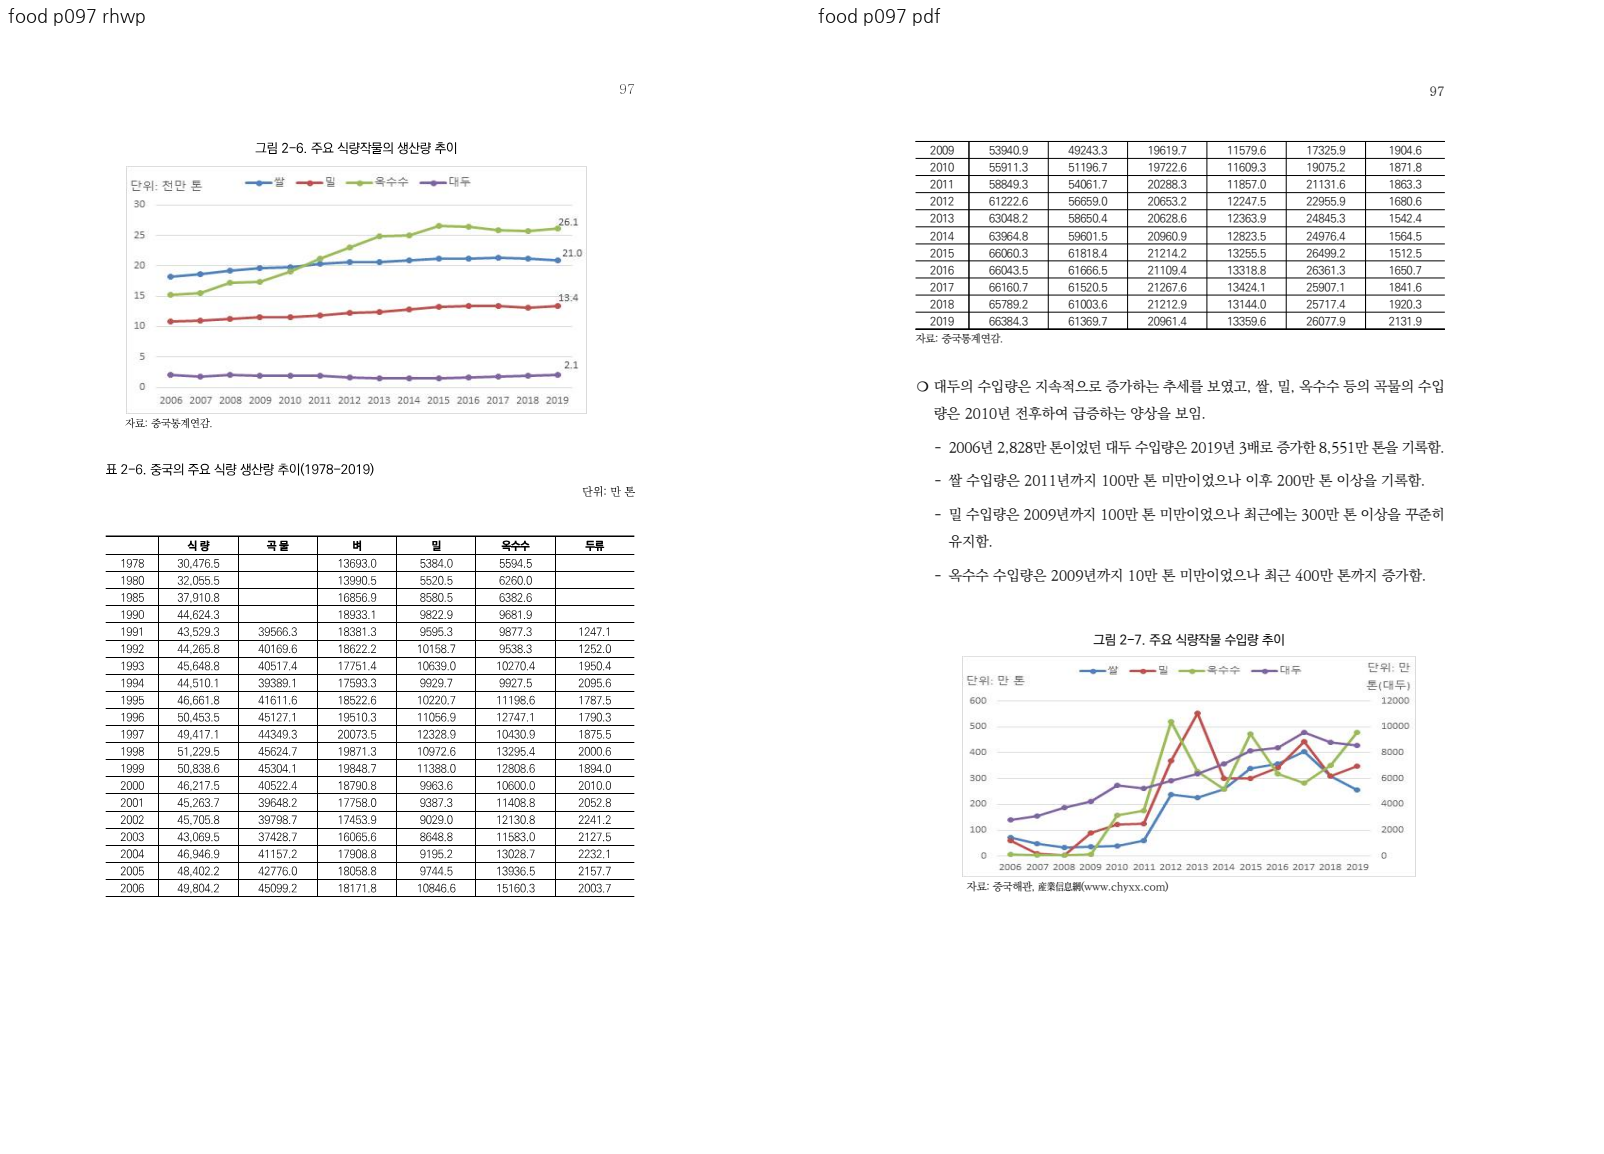 food p097 rhwp
97
그림 2-6. 주요 식량작물의 생산량 추이
단위: 전만 톤
쌀 밀 옥수수 대두
30
25
20
15
10
5
0
26.1
21.0
13.4
2.1
2006 2007 2008 2009 2010 2011 2012 2013 2014 2015 2016 2017 2018 2019
자료: 중국통계연감.
표 2-6. 중국의 주요 식량 생산량 추이(1978-2019)
단위: 만 톤
식 량 곡 물 벼 밀 옥수수 두류
1978 30,476.5 13693.0 5384.0 5594.5
1980 32,055.5 13990.5 5520.5 6260.0
1985 37,910.8 16856.9 8580.5 6382.6
1990 44,624.3 18933.1 9822.9 9681.9
1991 43,529.3 39566.3 18381.3 9595.3 9877.3 1247.1
1992 44,265.8 40169.6 18622.2 10158.7 9538.3 1252.0
1993 45,648.8 40517.4 17751.4 10639.0 10270.4 1950.4
1994 44,510.1 39389.1 17593.3 9929.7 9927.5 2095.6
1995 46,661.8 41611.6 18522.6 10220.7 11198.6 1787.5
1996 50,453.5 45127.1 19510.3 11056.9 12747.1 1790.3
1997 49,417.1 44349.3 20073.5 12328.9 10430.9 1875.5
1998 51,229.5 45624.7 19871.3 10972.6 13295.4 2000.6
1999 50,838.6 45304.1 19848.7 11388.0 12808.6 1894.0
2000 46,217.5 40522.4 18790.8 9963.6 10600.0 2010.0
2001 45,263.7 39648.2 17758.0 9387.3 11408.8 2052.8
2002 45,705.8 39798.7 17453.9 9029.0 12130.8 2241.2
2003 43,069.5 37428.7 16065.6 8648.8 11583.0 2127.5
2004 46,946.9 41157.2 17908.8 9195.2 13028.7 2232.1
2005 48,402.2 42776.0 18058.8 9744.5 13936.5 2157.7
2006 49,804.2 45099.2 18171.8 10846.6 15160.3 2003.7
food p097 pdf
97
2009 53940.9 49243.3 19619.7 11579.6 17325.9 1904.6
2010 55911.3 51196.7 19722.6 11609.3 19075.2 1871.8
2011 58849.3 54061.7 20288.3 11857.0 21131.6 1863.3
2012 61222.6 56659.0 20653.2 12247.5 22955.9 1680.6
2013 63048.2 58650.4 20628.6 12363.9 24845.3 1542.4
2014 63964.8 59601.5 20960.9 12823.5 24976.4 1564.5
2015 66060.3 61818.4 21214.2 13255.5 26499.2 1512.5
2016 66043.5 61666.5 21109.4 13318.8 26361.3 1650.7
2017 66160.7 61520.5 21267.6 13424.1 25907.1 1841.6
2018 65789.2 61003.6 21212.9 13144.0 25717.4 1920.3
2019 66384.3 61369.7 20961.4 13359.6 26077.9 2131.9
자료: 중국통계연감.
❍ 대두의 수입량은 지속적으로 증가하는 추세를 보였고, 쌀, 밀, 옥수수 등의 곡물의 수입
량은 2010년 전후하여 급증하는 양상을 보임.
- 2006년 2,828만 톤이었던 대두 수입량은 2019년 3배로 증가한 8,551만 톤을 기록함.
- 쌀 수입량은 2011년까지 100만 톤 미만이었으나 이후 200만 톤 이상을 기록함.
- 밀 수입량은 2009년까지 100만 톤 미만이었으나 최근에는 300만 톤 이상을 꾸준히
유지함.
- 옥수수 수입량은 2009년까지 10만 톤 미만이었으나 최근 400만 톤까지 증가함.
그림 2-7. 주요 식량작물 수입량 추이
쌀 밀 옥수수 대두
단위: 만 톤
단위: 만
톤(대두)
600 12000
500 10000
400 8000
300 6000
200 4000
100 2000
0 0
2006 2007 2008 2009 2010 2011 2012 2013 2014 2015 2016 2017 2018 2019
자료: 중국해관, 産業信息網(www.chyxx.com)